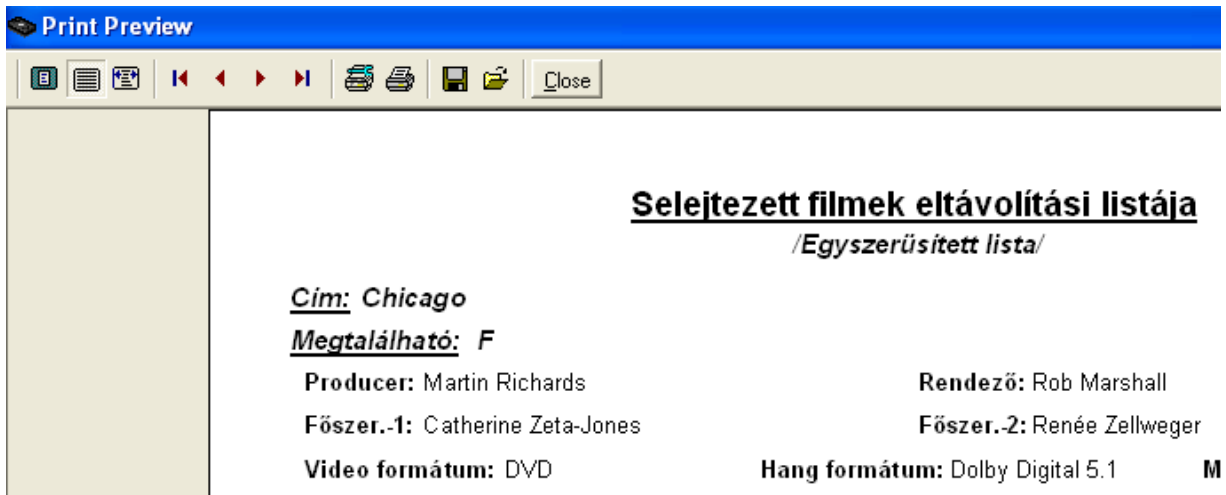 Print Preview
Close
Selejtezett filmek eltávolítási listája
/Egyszerűsített lista/
Cím: Chicago
Megtalálható: F
Producer: Martin Richards Rendező: Rob Marshall
Főszer.-1: Catherine Zeta-Jones Főszer.-2: Renée Zellweger
Video formátum: DVD Hang formátum: Dolby Digital 5.1 M